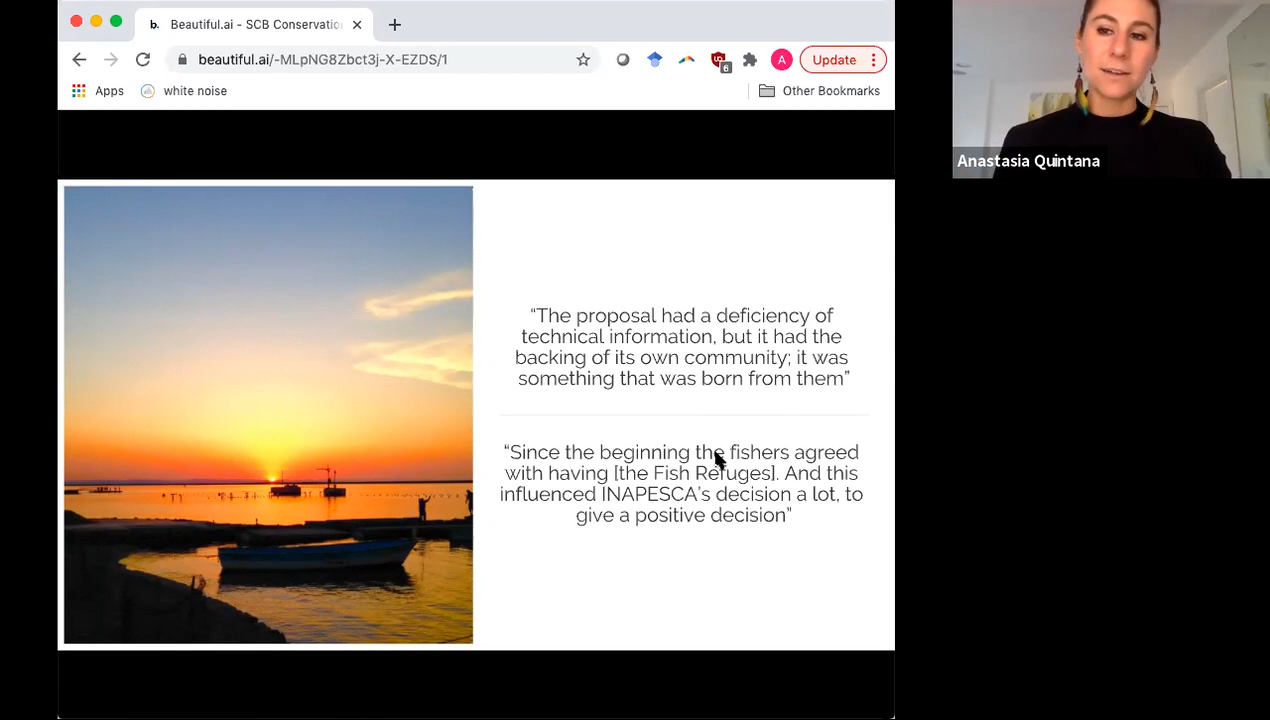 b. Beautiful.ai - SCB Conservatio
beautiful.ai/-MLpNG8Zbct3j-X-EZDS/1
6
A
Update
Apps
white noise
Other Bookmarks
Anastasia Quintana
“The proposal had a deficiency of
technical information, but it had the
backing of its own community; it was
something that was born from them”
“Since the beginning the fishers agreed
with having [the Fish Refuges]. And this
influenced INAPESCA's decision a lot, to
give a positive decision”